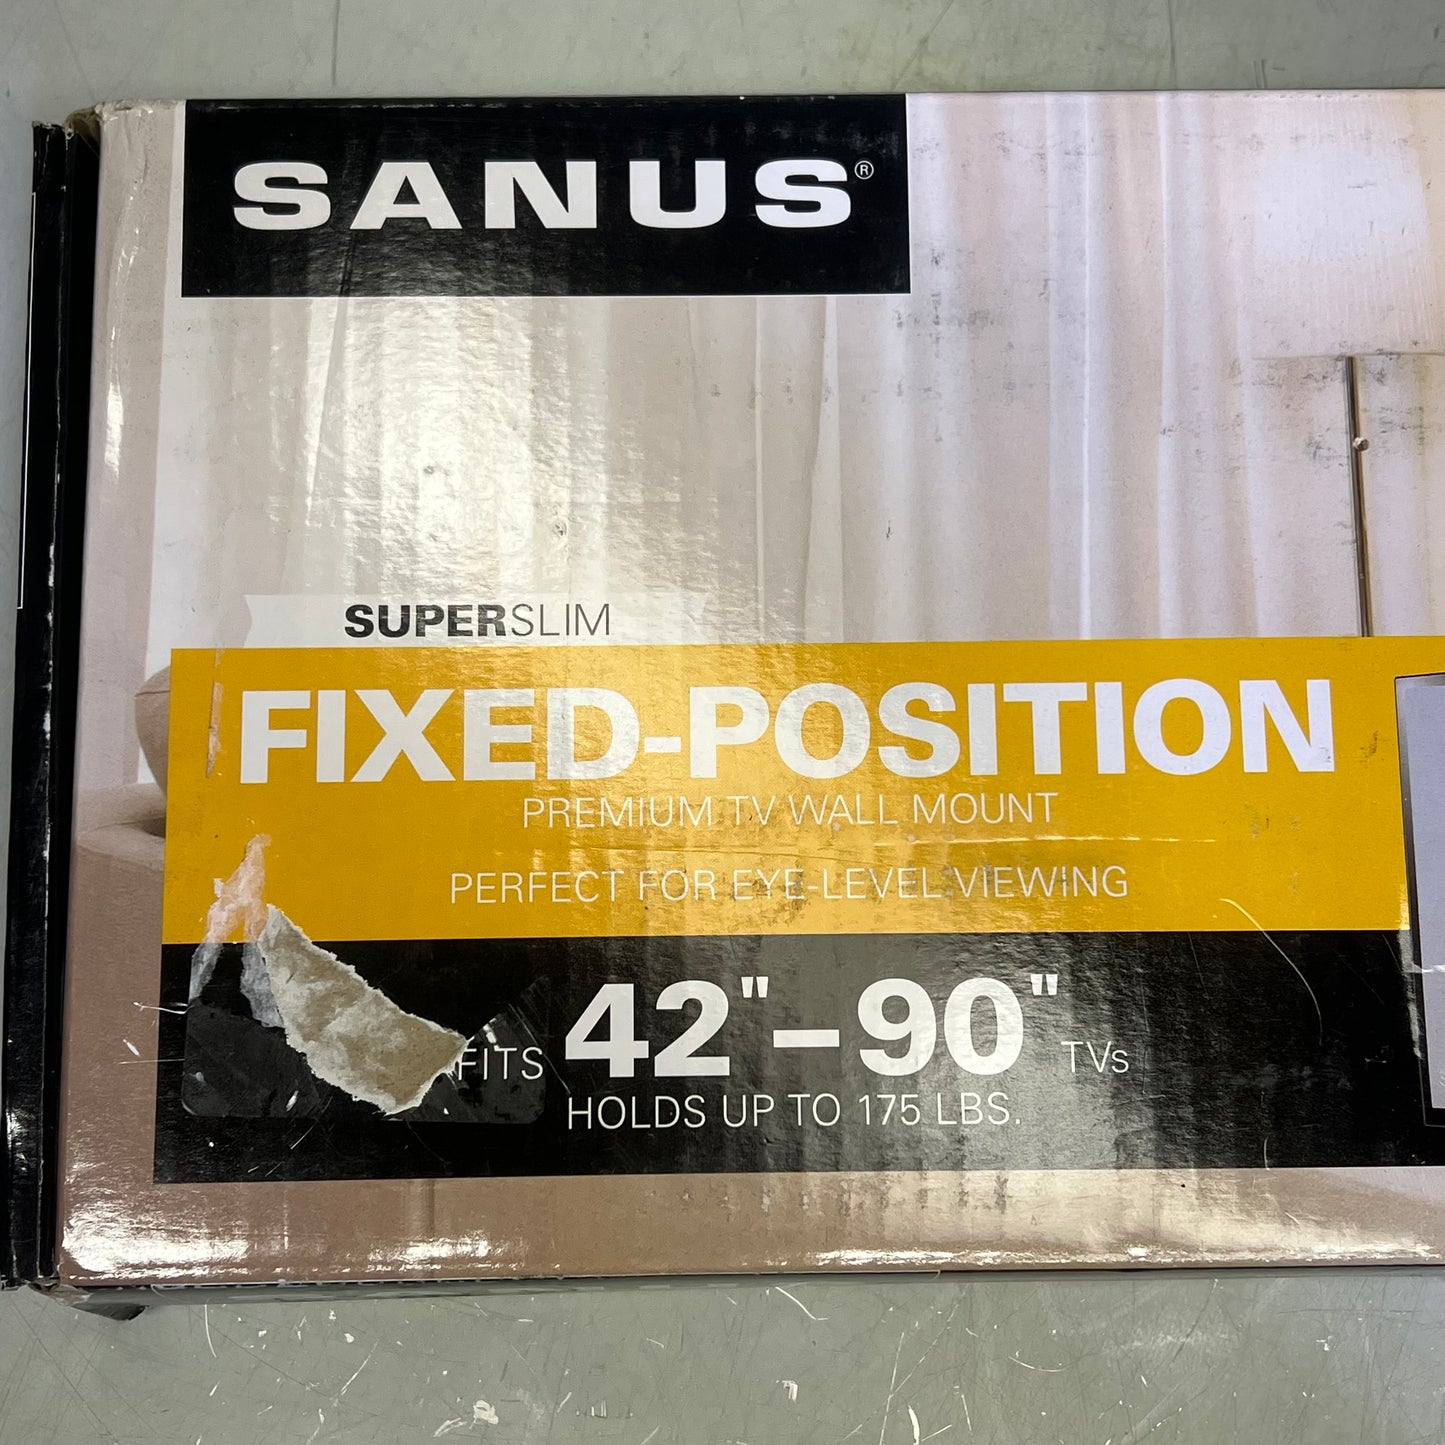 SANUS®
SUPERSLIM
FIXED-POSITION
PREMIUM TV WALL MOUNT
PERFECT FOR EYE-LEVEL VIEWING
FITS 42"–90" TVs
HOLDS UP TO 175 LBS.